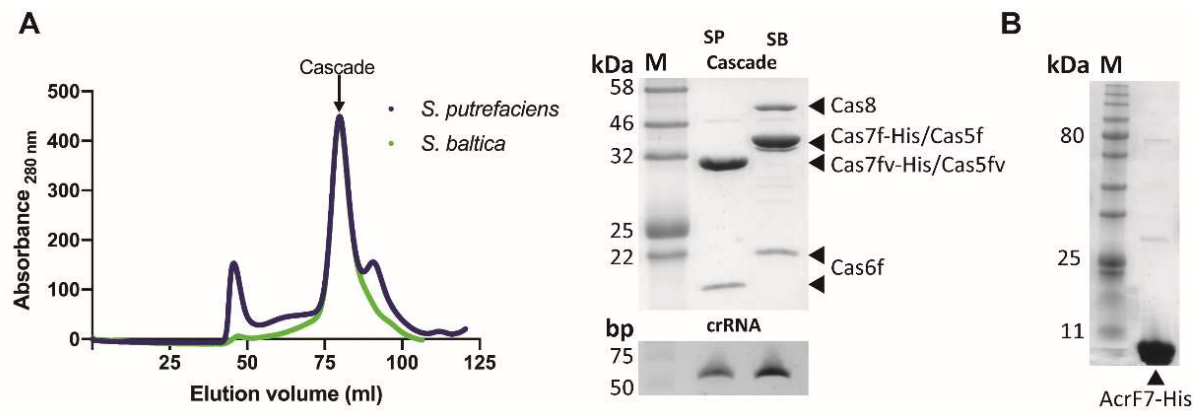 A
Absorbance 280 nm
500
400
300
200
100
0
25
50
75
100
125
Elution volume (ml)
Cascade
S. putrefaciens
S. baltica
SP SB
kDa M Cascade
58
46
32
25
22
Cas8
Cas7f-His/Cas5f
Cas7fv-His/Cas5fv
Cas6f
bp crRNA
75
50
B
kDa M
80
25
11
AcrF7-His